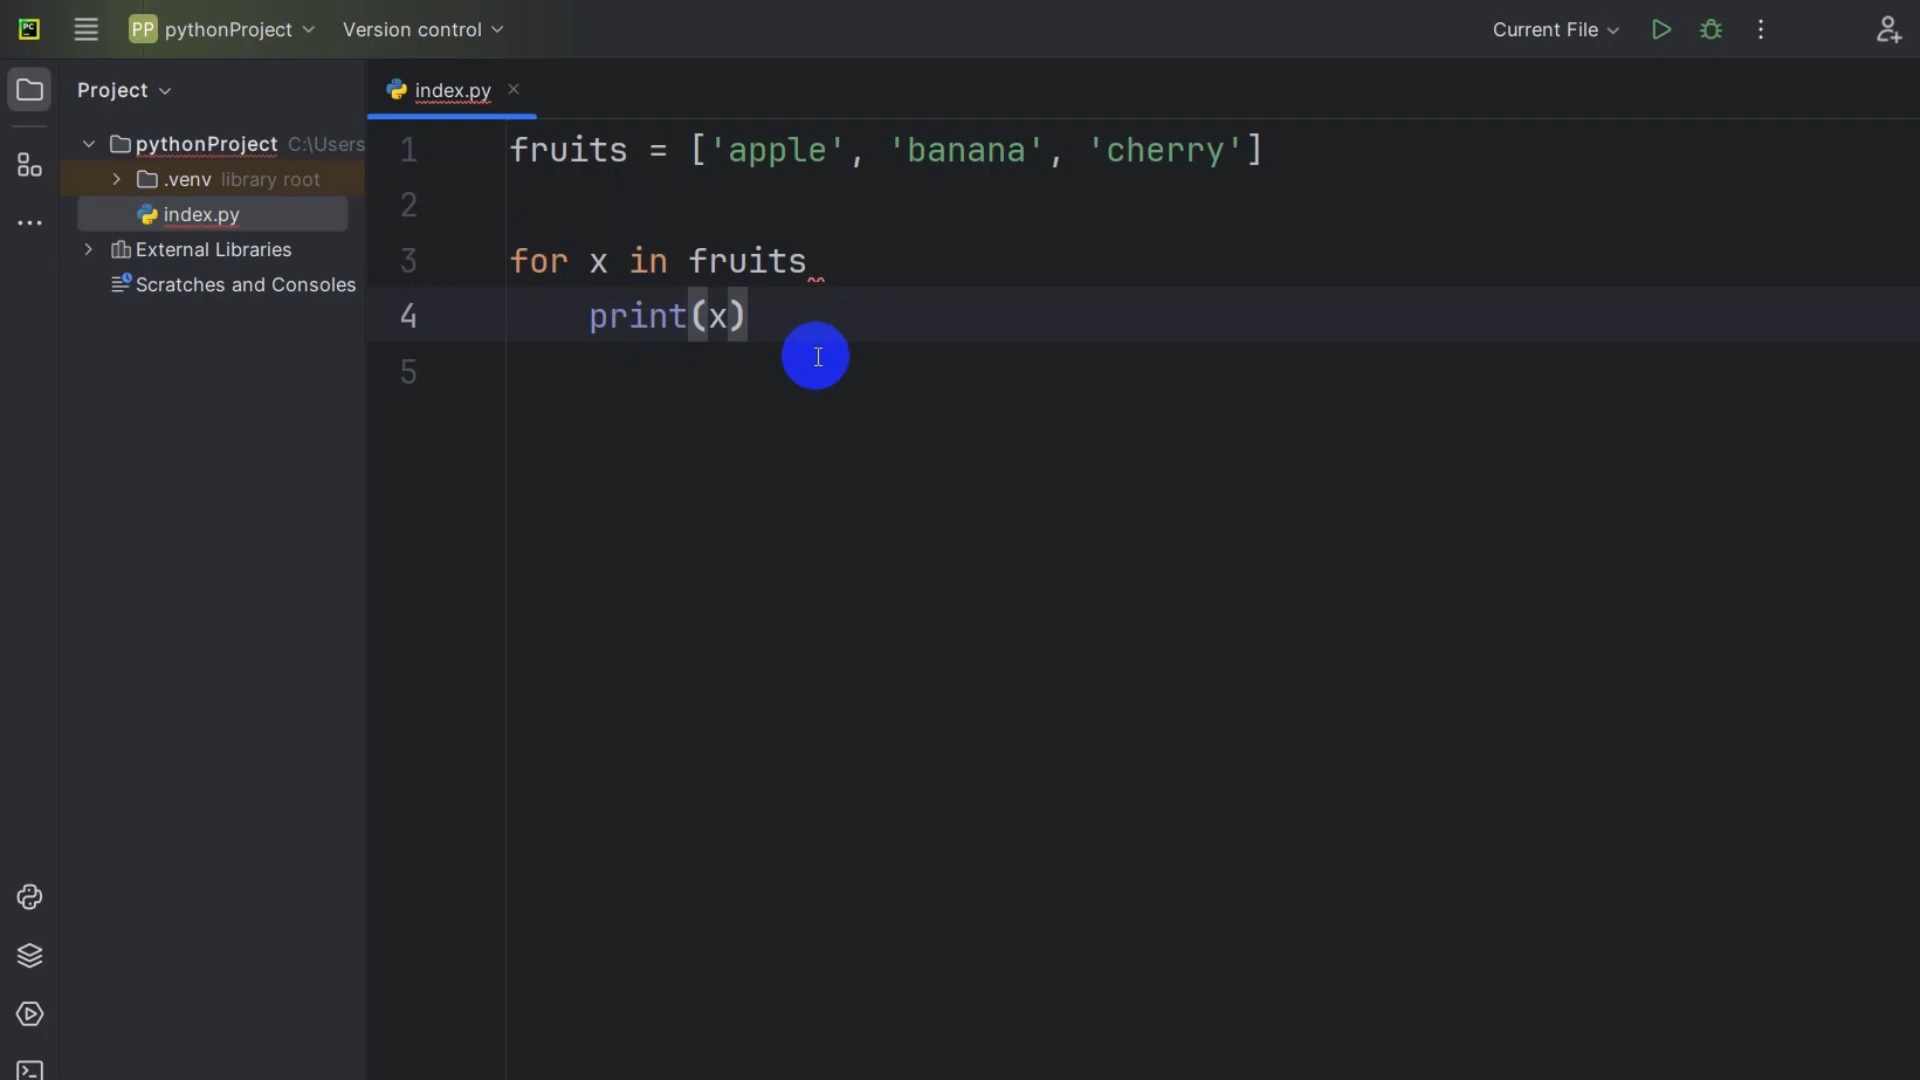 PC
PP pythonProject
Version control
Current File
Project
index.py
pythonProject C:\Users
.venv library root
index.py
External Libraries
Scratches and Consoles
1 fruits = ['apple', 'banana', 'cherry']
2
3 for x in fruits
4     print(x)
5